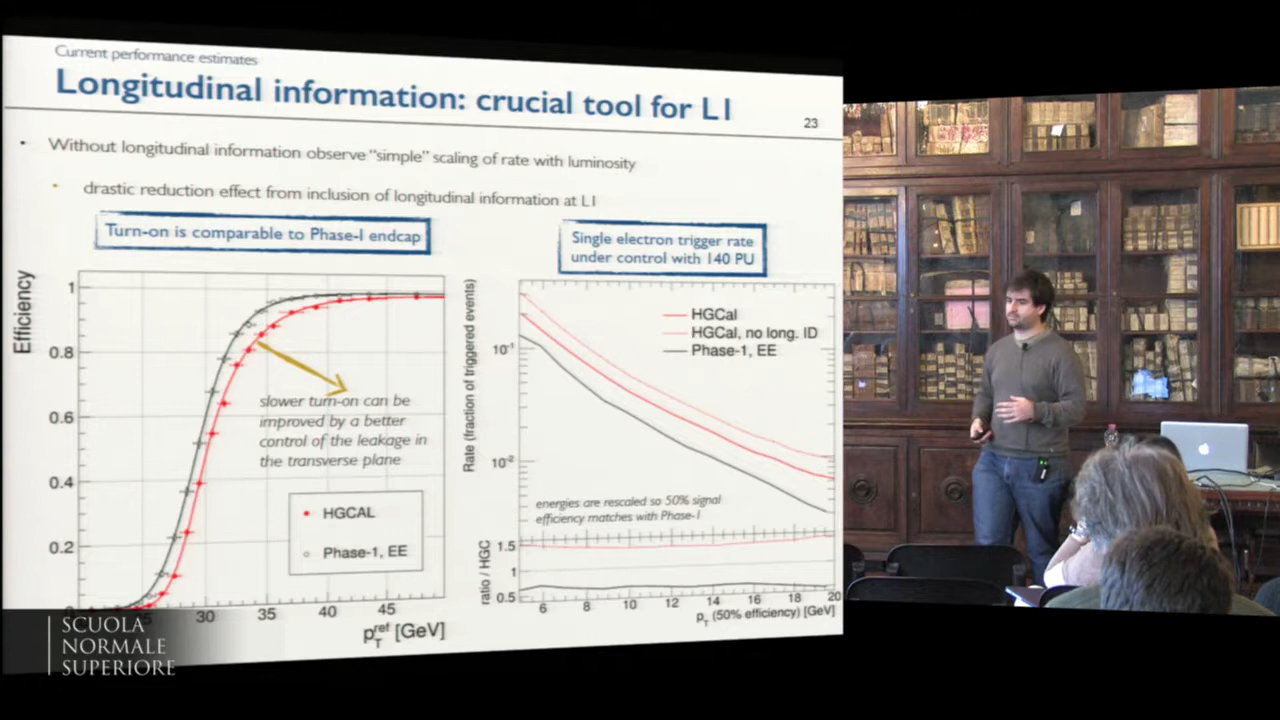 Current performance estimates
Longitudinal information: crucial tool for L1
23
• Without longitudinal information observe "simple" scaling of rate with luminosity
• drastic reduction effect from inclusion of longitudinal information at L1
Turn-on is comparable to Phase-I endcap
Single electron trigger rate
under control with 140 PU
Efficiency
1
0.8
0.6
0.4
0.2
30
35
40
45
p_T^ref [GeV]
slower turn-on can be
improved by a better
control of the leakage in
the transverse plane
HGCAL
Phase-1, EE
Rate (fraction of triggered events)
10⁻¹
10⁻²
HGCal
HGCal, no long. ID
Phase-1, EE
energies are rescaled so 50% signal
efficiency matches with Phase-1
ratio / HGC
1.5
1
0.5
6 8 10 12 14 16 18 20
p_T (50% efficiency) [GeV]
SCUOLA
NORMALE
SUPERIORE